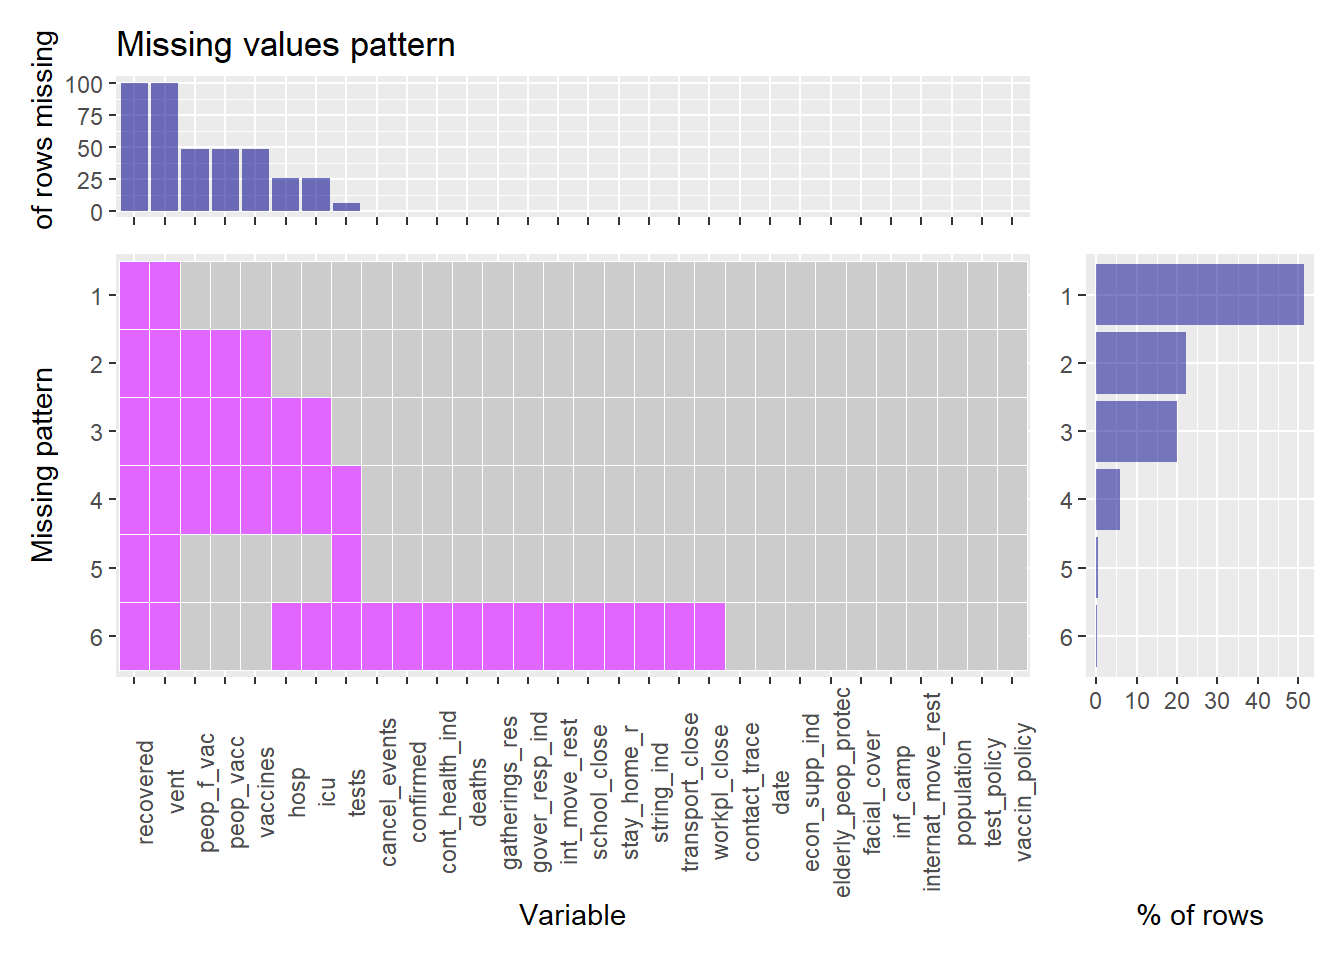 Missing values pattern
of rows missing
100
75
50
25
0
Missing pattern
1
2
3
4
5
6
1
2
3
4
5
6
0 10 20 30 40 50
recovered
vent
peop_f_vac
peop_vacc
vaccines
hosp
icu
tests
cancel_events
confirmed
cont_health_ind
deaths
gatherings_res
gover_resp_ind
int_move_rest
school_close
stay_home_r
string_ind
transport_close
workpl_close
contact_trace
date
econ_supp_ind
elderly_peop_protec
facial_cover
inf_camp
internat_move_rest
population
test_policy
vaccin_policy
Variable
% of rows